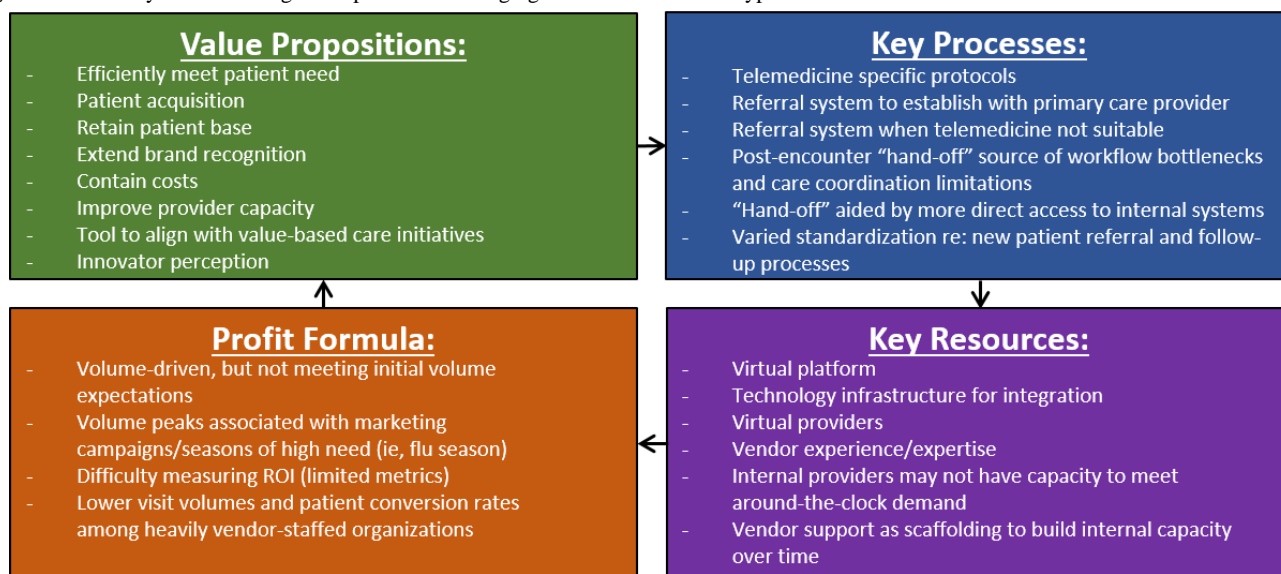 Value Propositions:
- Efficiently meet patient need
- Patient acquisition
- Retain patient base
- Extend brand recognition
- Contain costs
- Improve provider capacity
- Tool to align with value-based care initiatives
- Innovator perception
Key Processes:
- Telemedicine specific protocols
- Referral system to establish with primary care provider
- Referral system when telemedicine not suitable
- Post-encounter “hand-off” source of workflow bottlenecks
and care coordination limitations
- “Hand-off” aided by more direct access to internal systems
- Varied standardization re: new patient referral and follow-
up processes
Profit Formula:
- Volume-driven, but not meeting initial volume
expectations
- Volume peaks associated with marketing
campaigns/seasons of high need (ie, flu season)
- Difficulty measuring ROI (limited metrics)
- Lower visit volumes and patient conversion rates
among heavily vendor-staffed organizations
Key Resources:
- Virtual platform
- Technology infrastructure for integration
- Virtual providers
- Vendor experience/expertise
- Internal providers may not have capacity to meet
around-the-clock demand
- Vendor support as scaffolding to build internal capacity
over time